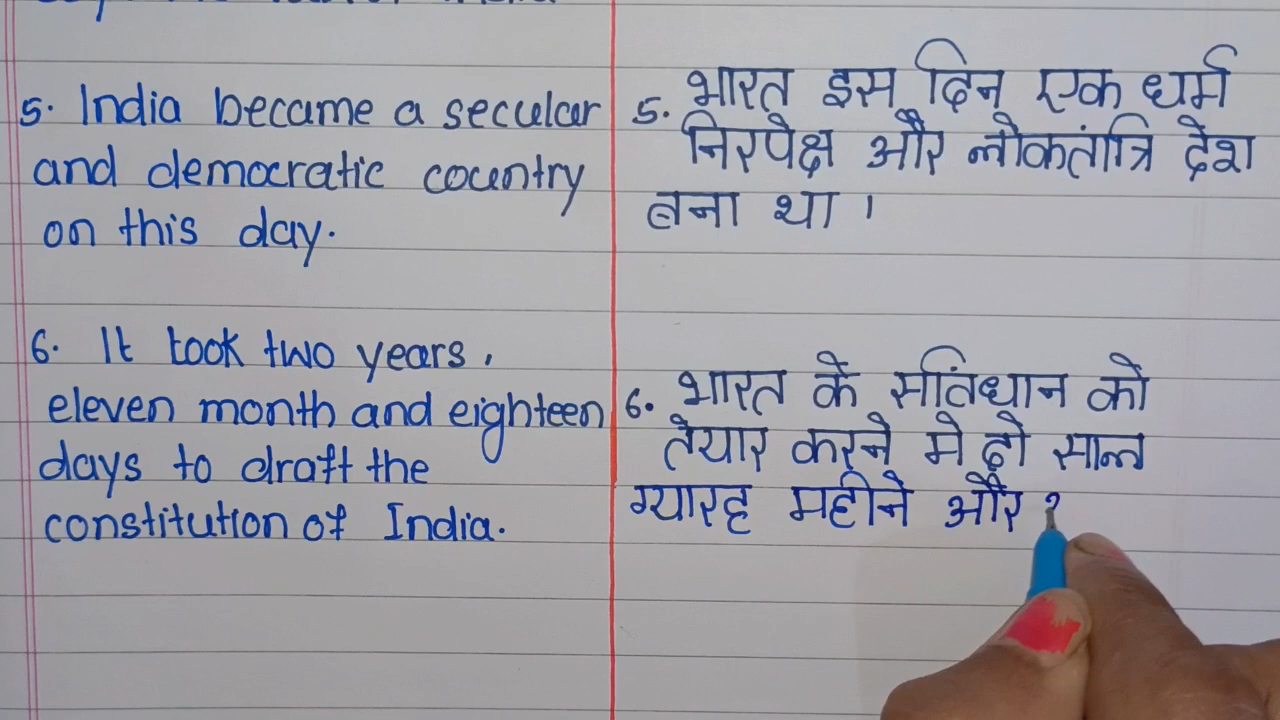 5. India became a secular
and democratic country
on this day.
6. It took two years,
eleven month and eighteen
days to draft the
constitution of India.
5. भारत इस दिन एक धर्म
निरपेक्ष और लोकतांत्रि देश
बना था ।
6. भारत के संविधान को
तैयार करने मे दो साल
ग्यारह महीने और